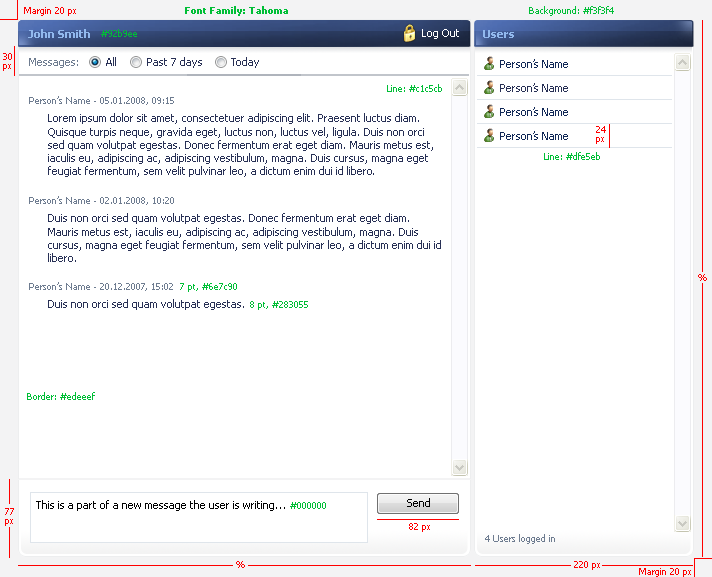 Margin 20 px
Font Family: Tahoma
Background: #f3f3f4
John Smith #92b9ee
Log Out
Users
30 px
Messages: All Past 7 days Today
Line: #c1c5cb
Person's Name - 05.01.2008, 09:15
Lorem ipsum dolor sit amet, consectetuer adipiscing elit. Praesent luctus diam.
Quisque turpis neque, gravida eget, luctus non, luctus vel, ligula. Duis non orci
sed quam volutpat egestas. Donec fermentum erat eget diam. Mauris metus est,
iaculis eu, adipiscing ac, adipiscing vestibulum, magna. Duis cursus, magna eget
feugiat fermentum, sem velit pulvinar leo, a dictum enim dui id libero.
Person's Name - 02.01.2008, 10:20
Duis non orci sed quam volutpat egestas. Donec fermentum erat eget diam.
Mauris metus est, iaculis eu, adipiscing ac, adipiscing vestibulum, magna. Duis
cursus, magna eget feugiat fermentum, sem velit pulvinar leo, a dictum enim dui id
libero.
Person's Name - 20.12.2007, 15:02 7 pt, #6e7c90
Duis non orci sed quam volutpat egestas. 8 pt, #283055
Border: #edeeef
Person's Name
Person's Name
Person's Name
Person's Name
24 px
Line: #dfe5eb
%
77 px
This is a part of a new message the user is writing... #000000
Send
82 px
4 Users logged in
%
220 px
Margin 20 px